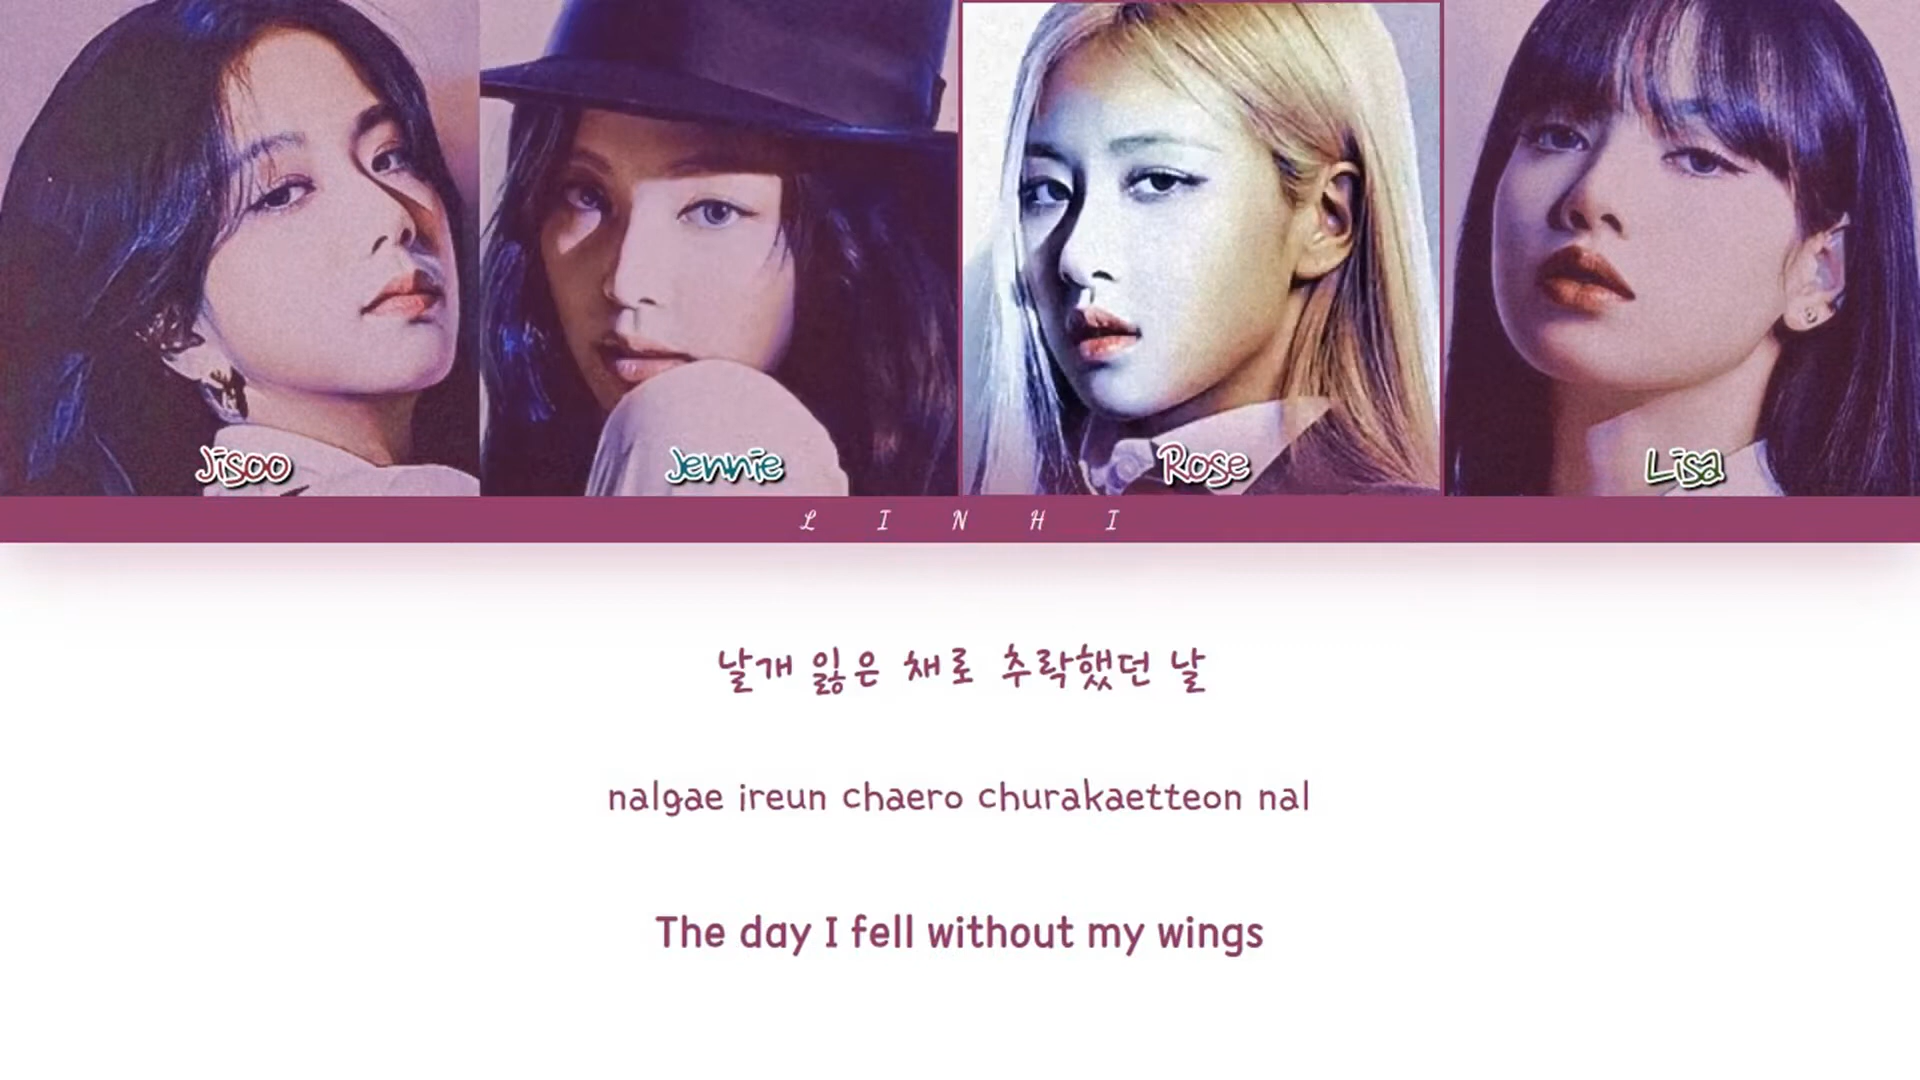 Jisoo
Jennie
Rose
Lisa
L I N H I
날개 잃은 채로 추락했던 날
nalgae ireun chaero churakaetteon nal
The day I fell without my wings